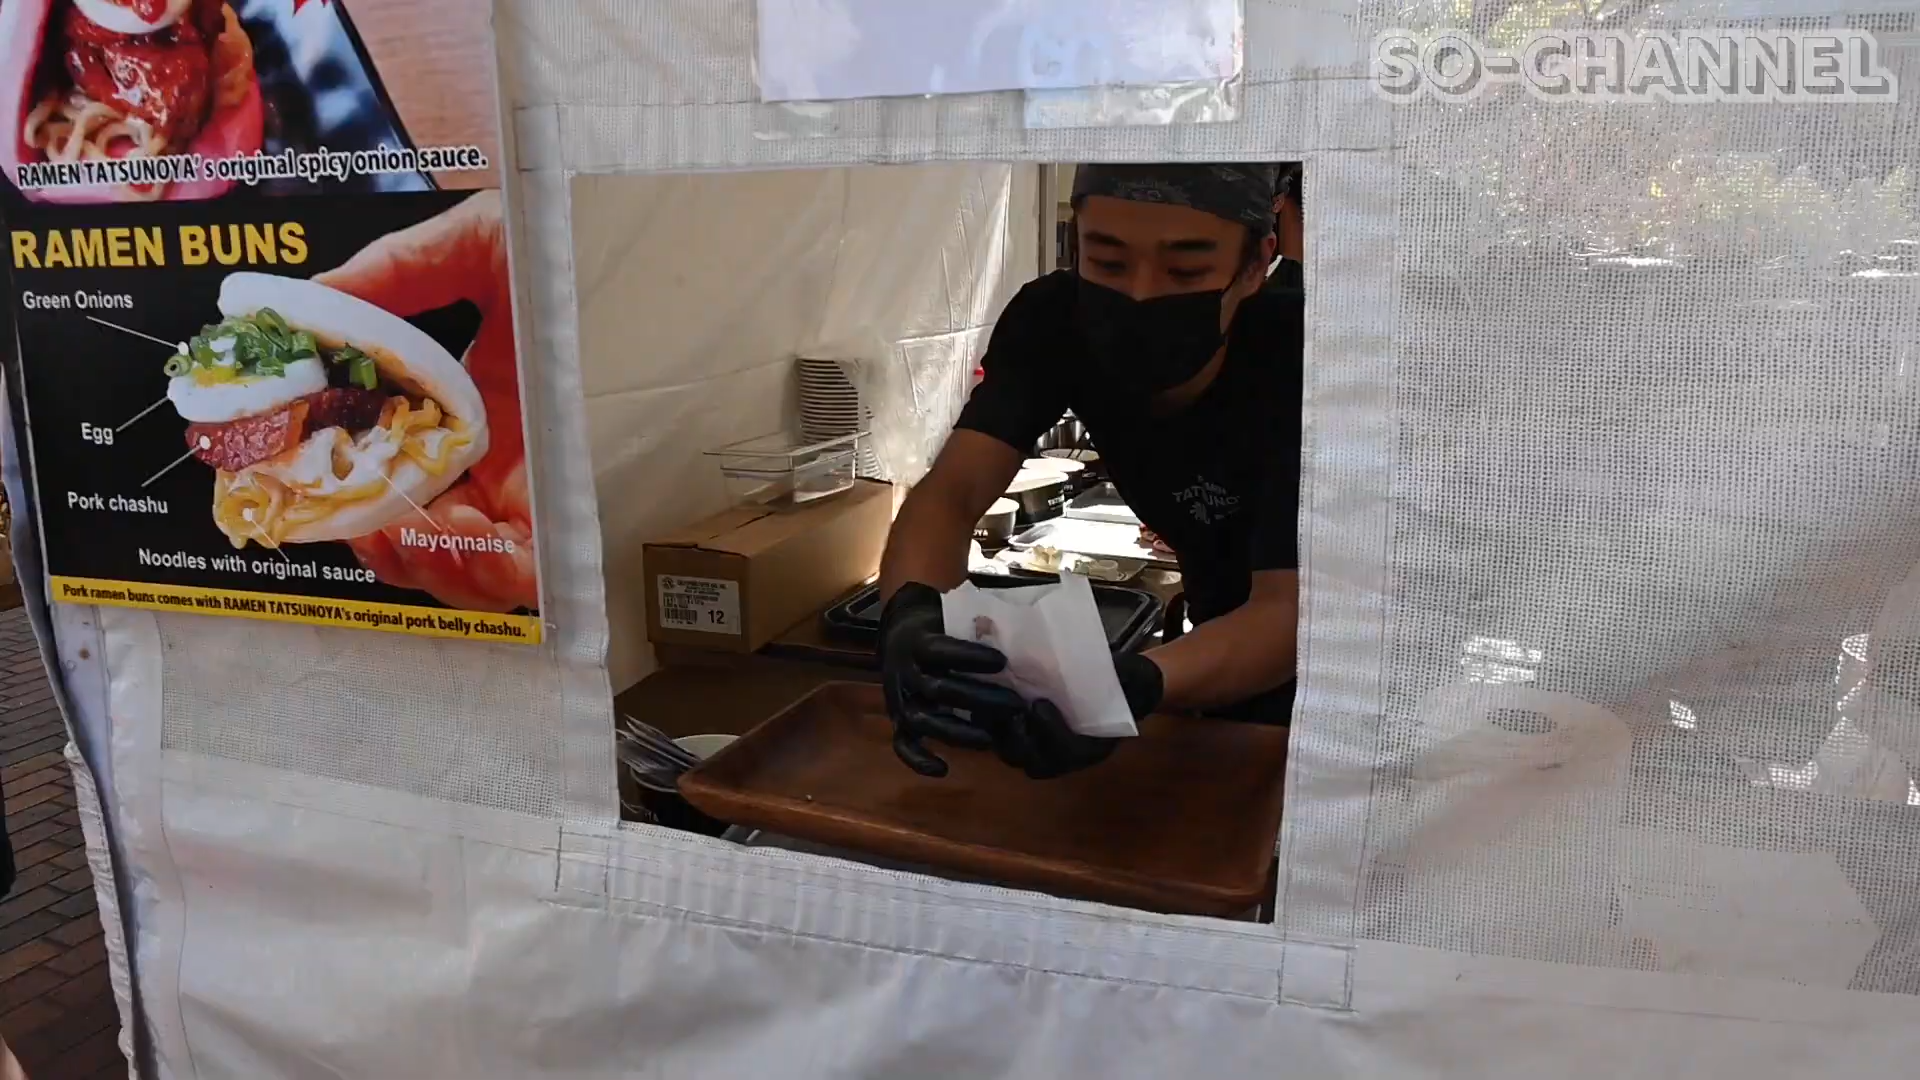 SO-CHANNEL
RAMEN TATSUNOYA's original spicy onion sauce.
RAMEN BUNS
Green Onions
Egg
Pork chashu
Mayonnaise
Noodles with original sauce
Pork ramen buns comes with RAMEN TATSUNOYA's original pork belly chashu.
12